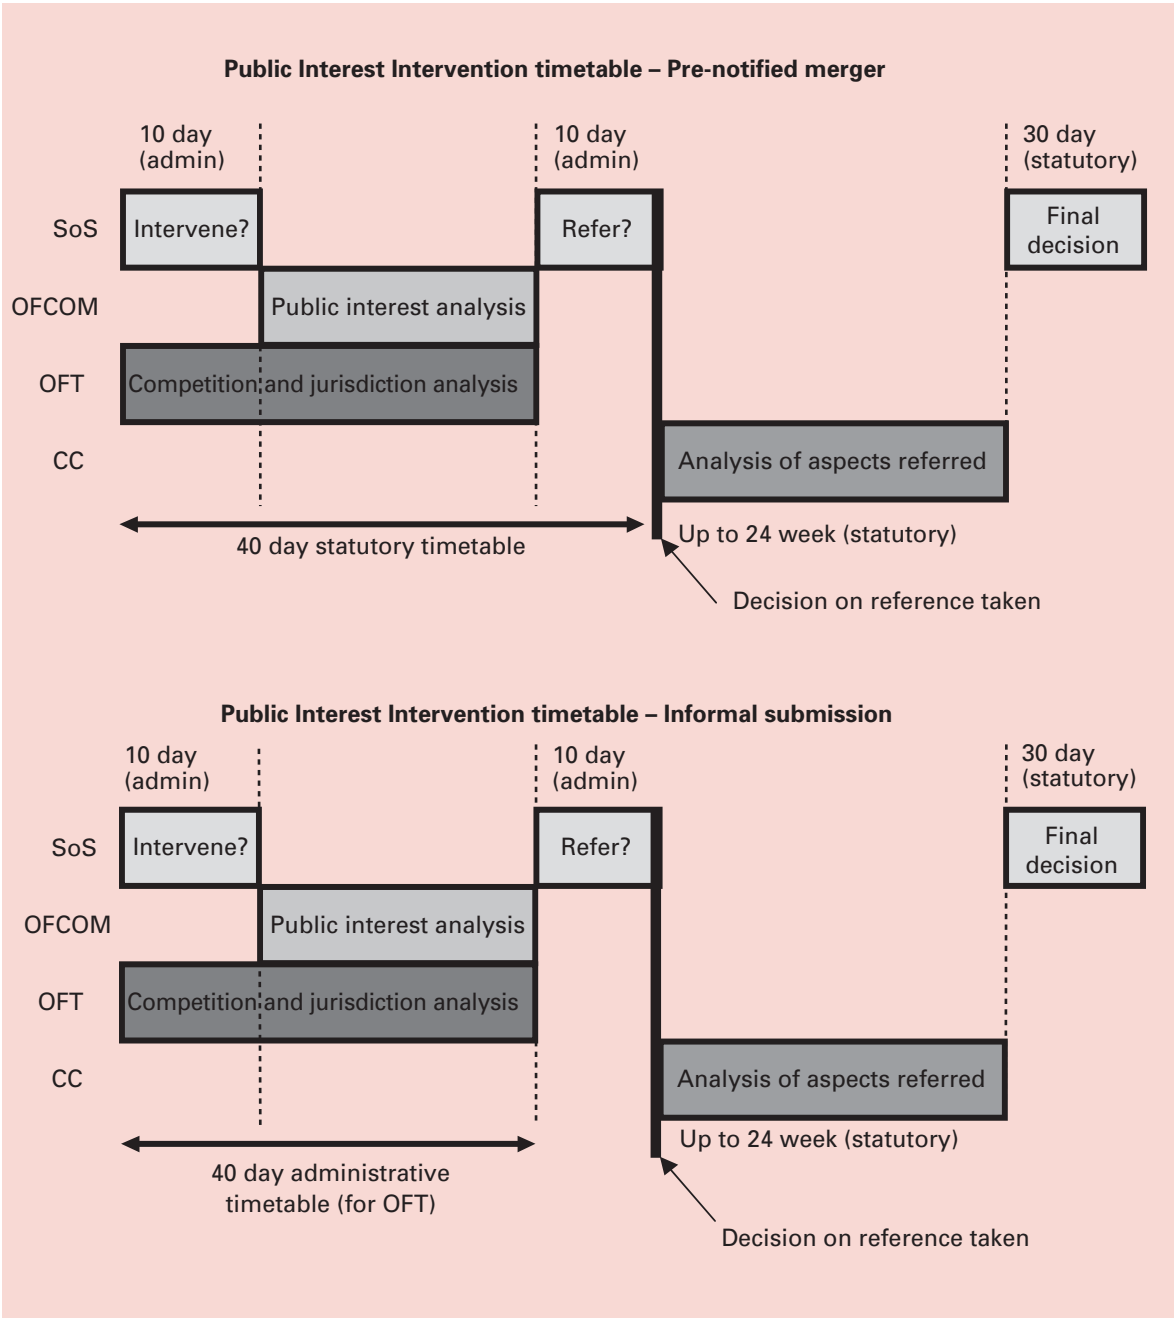 Public Interest Intervention timetable – Pre-notified merger
10 day
(admin)
10 day
(admin)
30 day
(statutory)
SoS
Intervene?
Refer?
Final
decision
OFCOM
Public interest analysis
OFT
Competition and jurisdiction analysis
CC
Analysis of aspects referred
40 day statutory timetable
Up to 24 week (statutory)
Decision on reference taken
Public Interest Intervention timetable – Informal submission
10 day
(admin)
10 day
(admin)
30 day
(statutory)
SoS
Intervene?
Refer?
Final
decision
OFCOM
Public interest analysis
OFT
Competition and jurisdiction analysis
CC
Analysis of aspects referred
Up to 24 week (statutory)
40 day administrative
timetable (for OFT)
Decision on reference taken